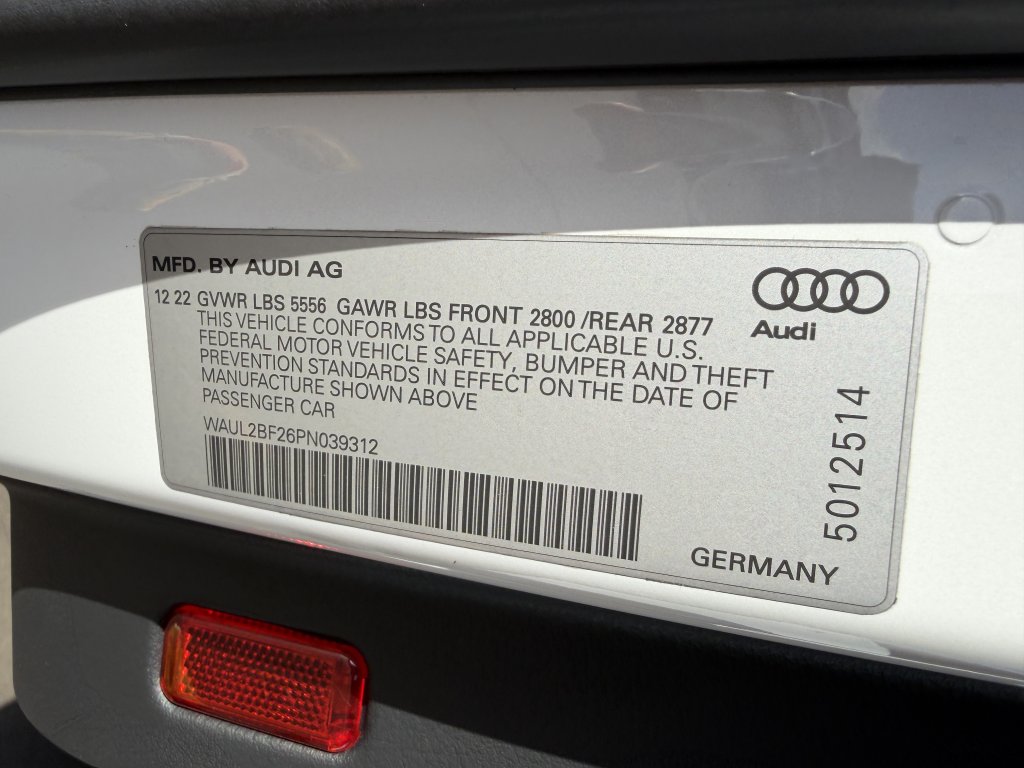 MFD. BY AUDI AG
12 22 GVWR LBS 5556 GAWR LBS FRONT 2800 /REAR 2877
THIS VEHICLE CONFORMS TO ALL APPLICABLE U.S.
FEDERAL MOTOR VEHICLE SAFETY, BUMPER AND THEFT
PREVENTION STANDARDS IN EFFECT ON THE DATE OF
MANUFACTURE SHOWN ABOVE
PASSENGER CAR
WAUL2BF26PN039312
Audi
5012514
GERMANY